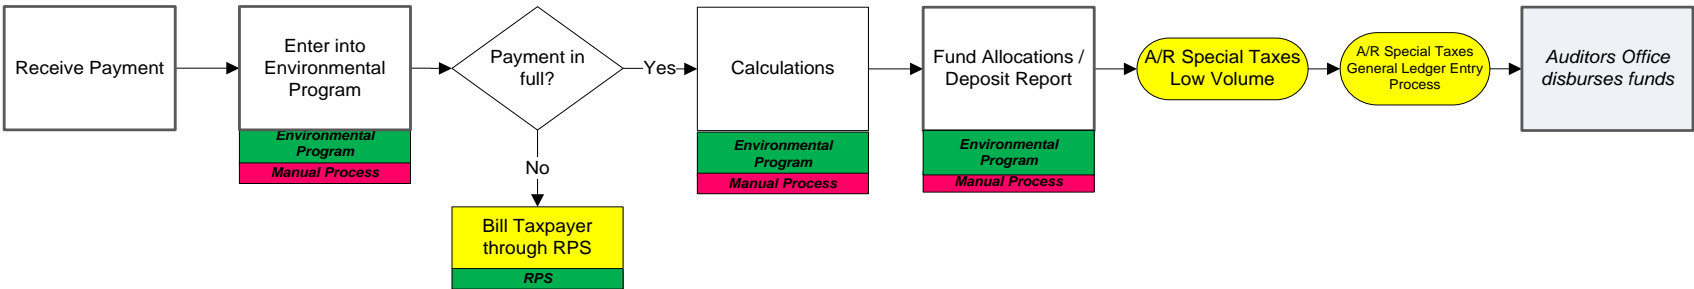 Receive Payment
Enter into
Environmental
Program
Environmental
Program
Manual Process
Payment in
full?
Yes
No
Bill Taxpayer
through RPS
RPS
Calculations
Environmental
Program
Manual Process
Fund Allocations /
Deposit Report
Environmental
Program
Manual Process
A/R Special Taxes
Low Volume
A/R Special Taxes
General Ledger Entry
Process
Auditors Office
disburses funds